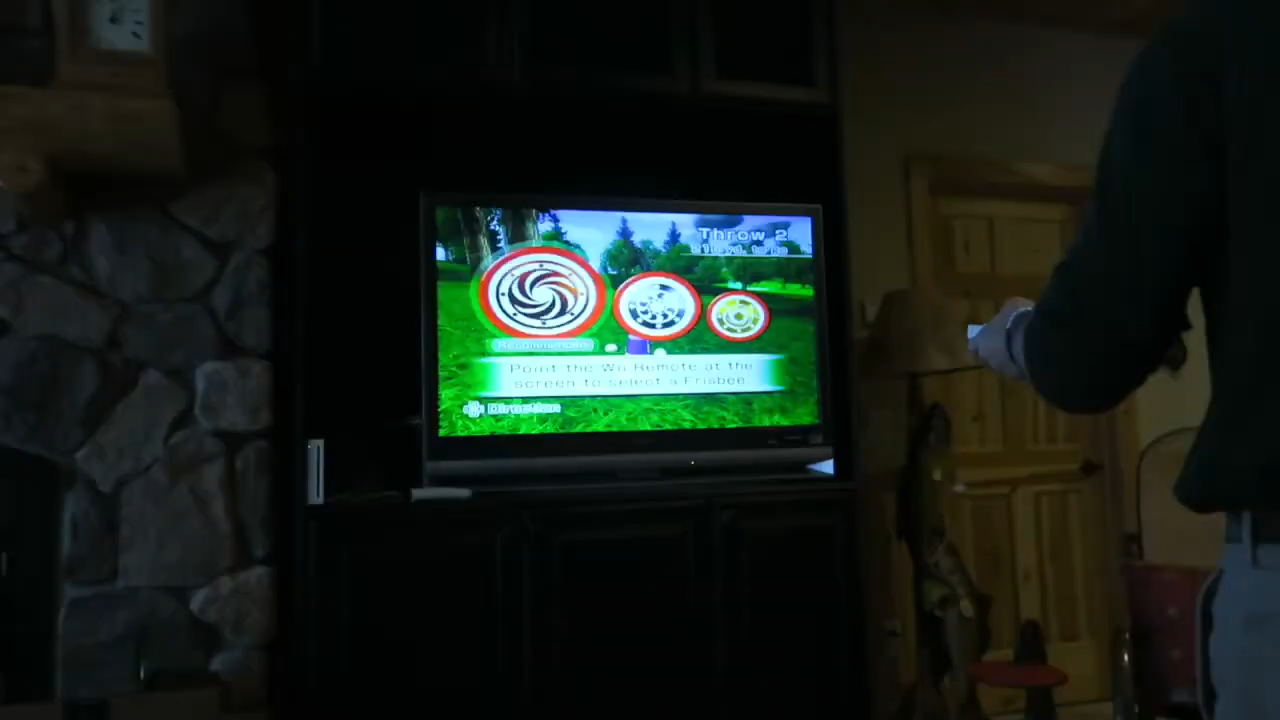 Throw 2
Recommended
Point the Wii Remote at the
screen to select a Frisbee.
Direction